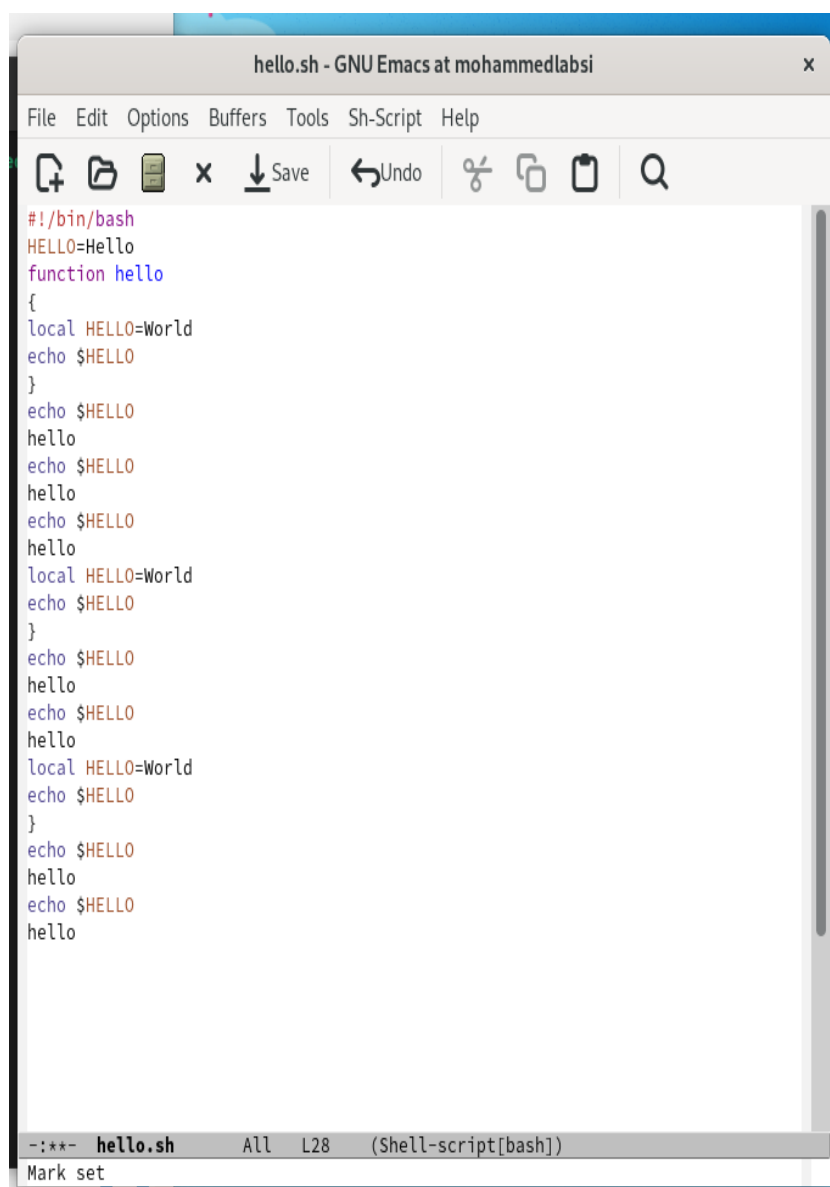 hello.sh - GNU Emacs at mohammedlabsi x
File Edit Options Buffers Tools Sh-Script Help
Save Undo
#!/bin/bash
HELLO=Hello
function hello
{
local HELLO=World
echo $HELLO
}
echo $HELLO
hello
echo $HELLO
hello
echo $HELLO
hello
local HELLO=World
echo $HELLO
}
echo $HELLO
hello
echo $HELLO
hello
local HELLO=World
echo $HELLO
}
echo $HELLO
hello
echo $HELLO
hello
-:**- hello.sh All L28 (Shell-script[bash])
Mark set